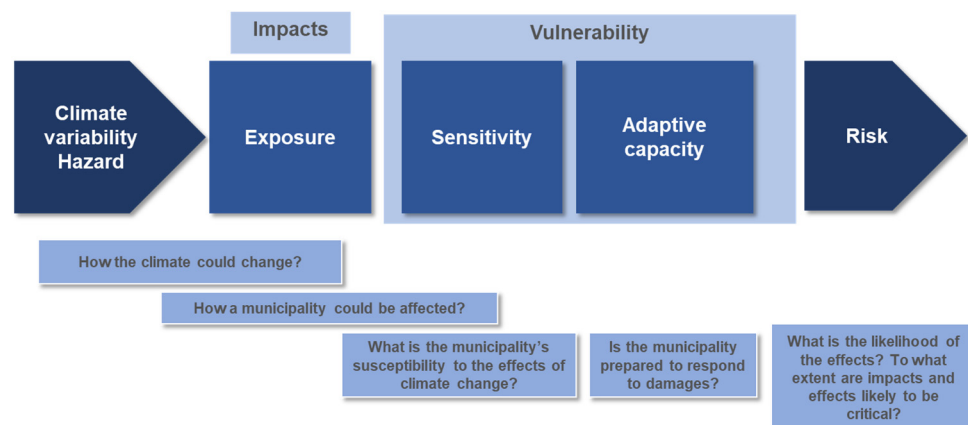 Impacts
Vulnerability
Climate
variability
Hazard
Exposure
Sensitivity
Adaptive
capacity
Risk
How the climate could change?
How a municipality could be affected?
What is the municipality's
susceptibility to the effects of
climate change?
Is the municipality
prepared to respond
to damages?
What is the likelihood of
the effects? To what
extent are impacts and
effects likely to be
critical?